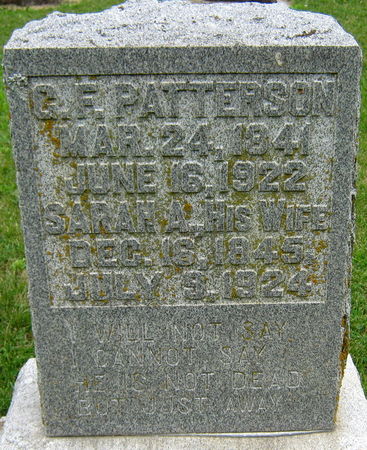 G. F. PATTERSON
MAR. 24, 1841
JUNE 16, 1922
SARAH A., HIS WIFE
DEC. 16, 1845
JULY 3, 1924
I WILL NOT SAY
I CANNOT SAY
HE IS NOT DEAD
BUT JUST AWAY